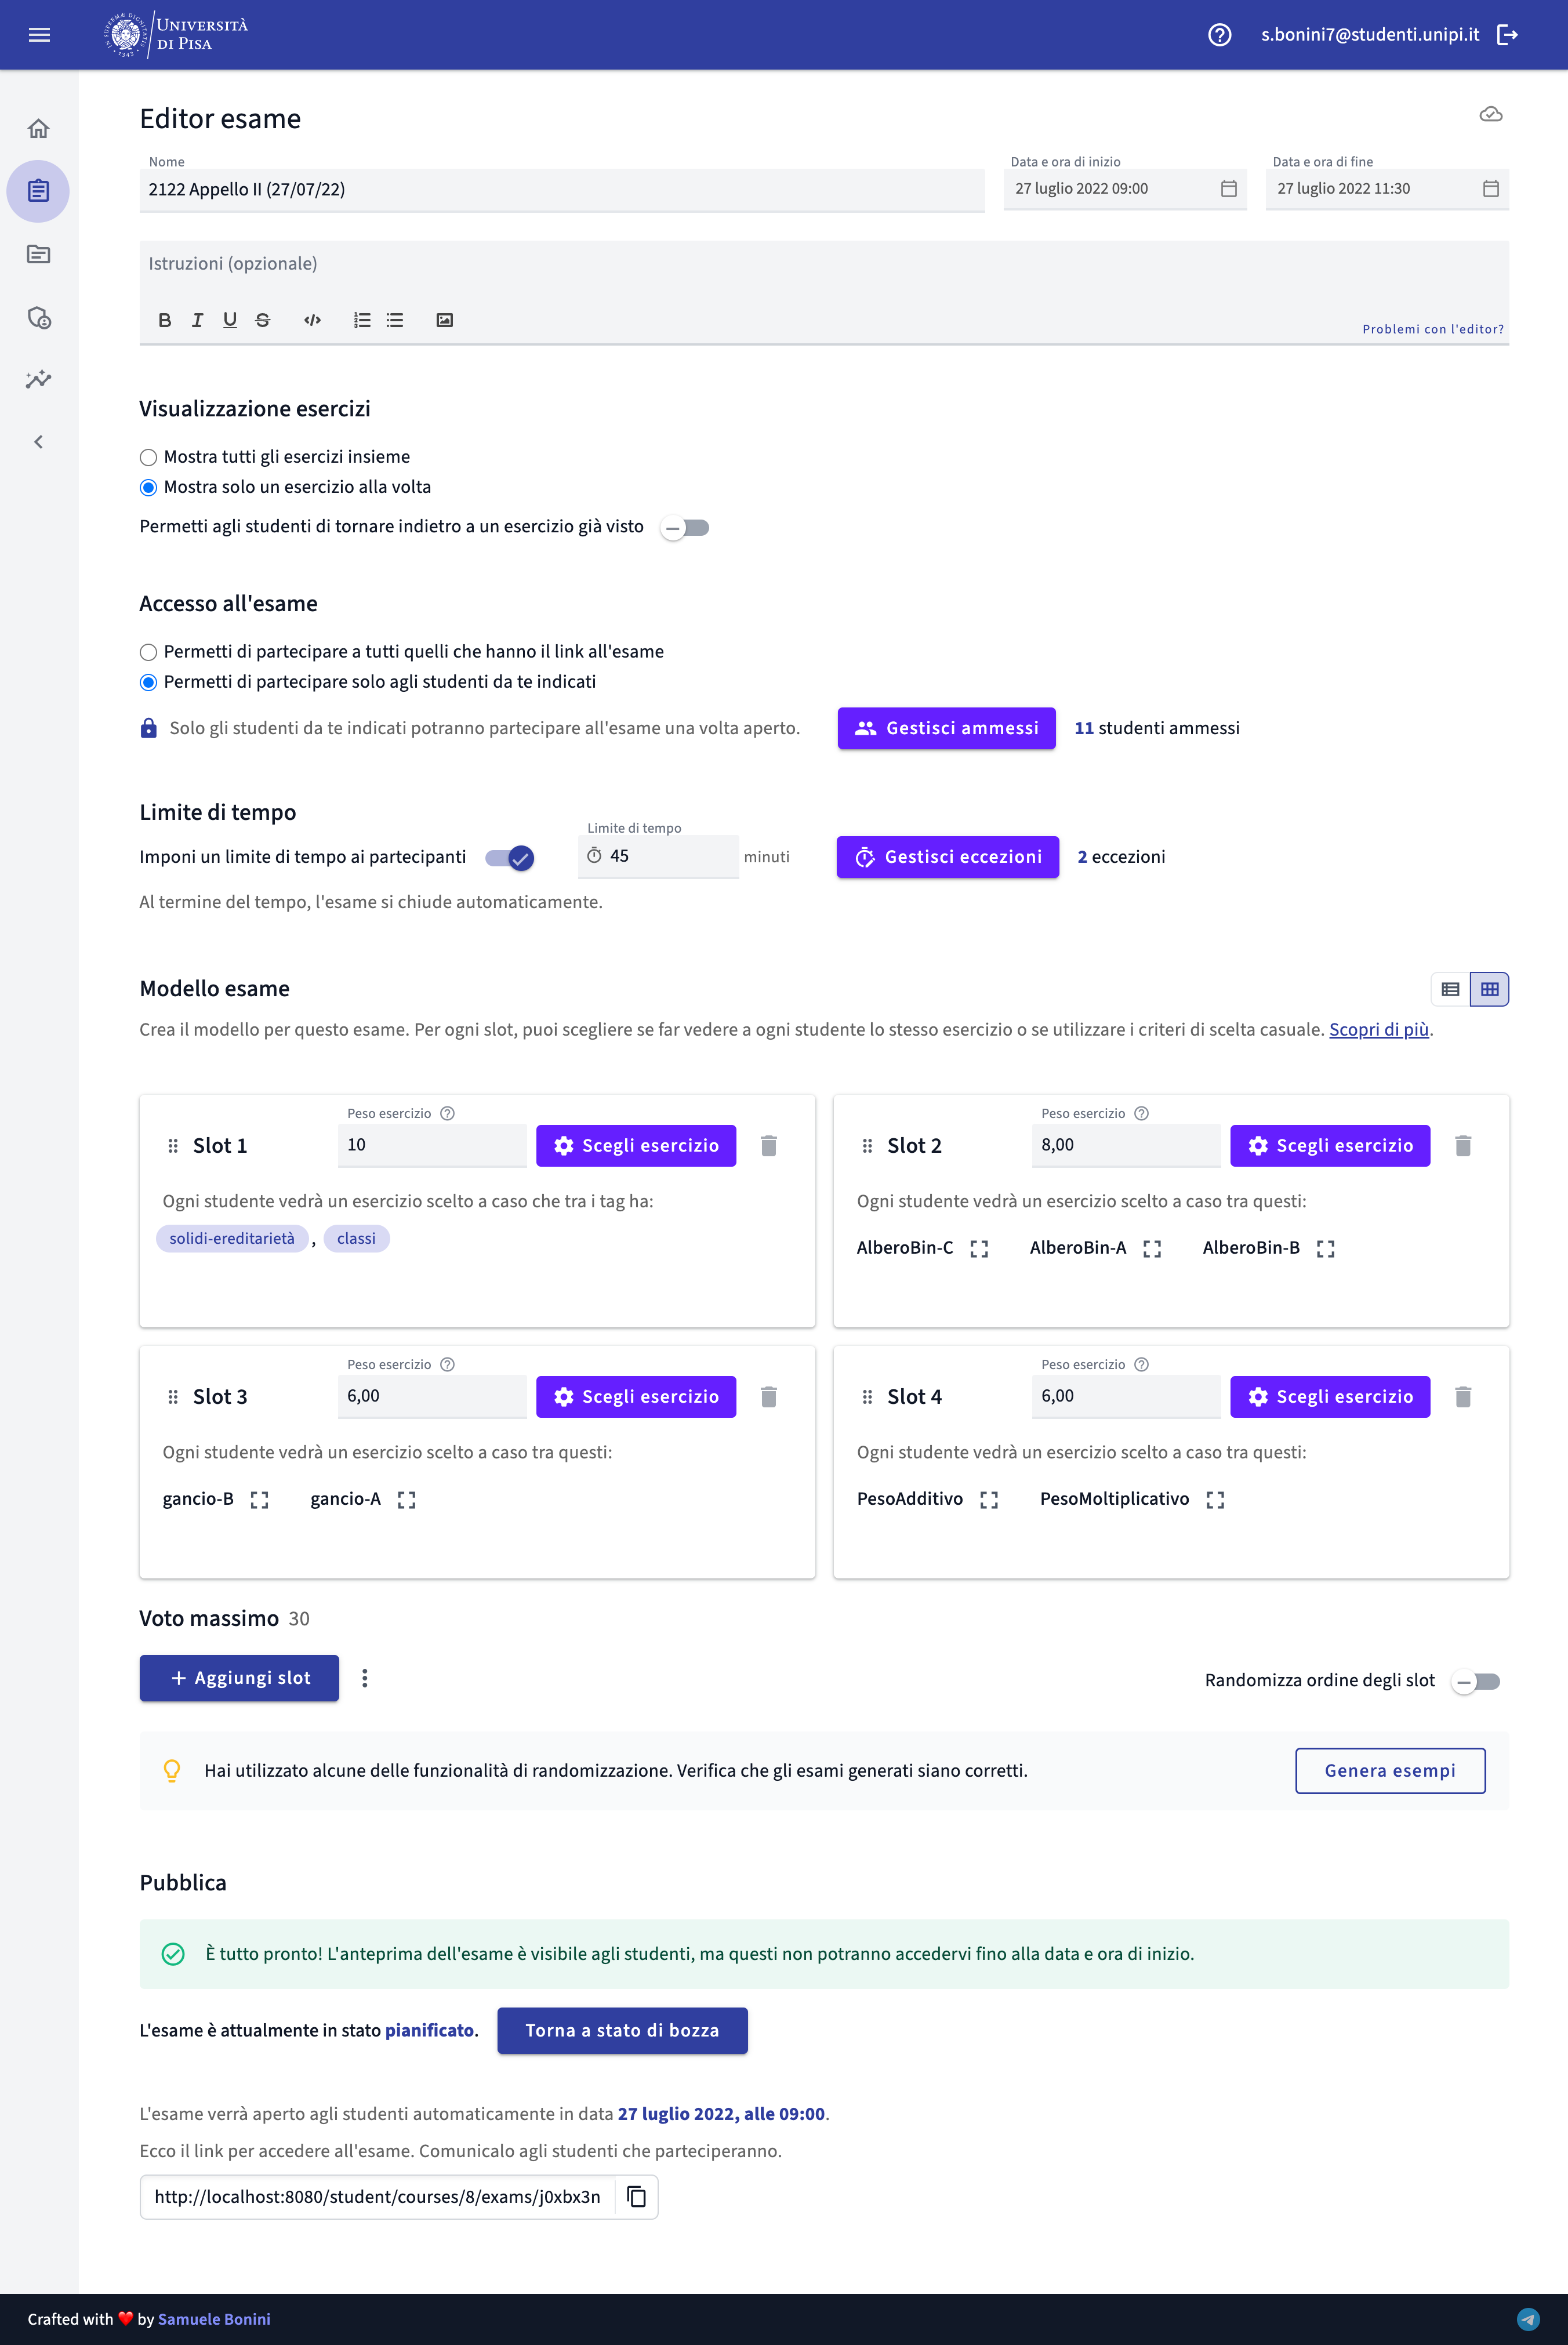 UNIVERSITÀ
DI PISA
s.bonini7@studenti.unipi.it
Editor esame
Nome
2122 Appello II (27/07/22)
Data e ora di inizio
27 luglio 2022 09:00
Data e ora di fine
27 luglio 2022 11:30
Istruzioni (opzionale)
Problemi con l'editor?
Visualizzazione esercizi
Mostra tutti gli esercizi insieme
Mostra solo un esercizio alla volta
Permetti agli studenti di tornare indietro a un esercizio già visto
Accesso all'esame
Permetti di partecipare a tutti quelli che hanno il link all'esame
Permetti di partecipare solo agli studenti da te indicati
Solo gli studenti da te indicati potranno partecipare all'esame una volta aperto.
Gestisci ammessi
11 studenti ammessi
Limite di tempo
Imponi un limite di tempo ai partecipanti
Limite di tempo
45
minuti
Gestisci eccezioni
2 eccezioni
Al termine del tempo, l'esame si chiude automaticamente.
Modello esame
Crea il modello per questo esame. Per ogni slot, puoi scegliere se far vedere a ogni studente lo stesso esercizio o se utilizzare i criteri di scelta casuale. Scopri di più.
Slot 1
Peso esercizio
10
Scegli esercizio
Ogni studente vedrà un esercizio scelto a caso che tra i tag ha:
solidi-ereditarietà , classi
Slot 2
Peso esercizio
8,00
Scegli esercizio
Ogni studente vedrà un esercizio scelto a caso tra questi:
AlberoBin-C AlberoBin-A AlberoBin-B
Slot 3
Peso esercizio
6,00
Scegli esercizio
Ogni studente vedrà un esercizio scelto a caso tra questi:
gancio-B gancio-A
Slot 4
Peso esercizio
6,00
Scegli esercizio
Ogni studente vedrà un esercizio scelto a caso tra questi:
PesoAdditivo PesoMoltiplicativo
Voto massimo 30
+ Aggiungi slot
Randomizza ordine degli slot
Hai utilizzato alcune delle funzionalità di randomizzazione. Verifica che gli esami generati siano corretti.
Genera esempi
Pubblica
È tutto pronto! L'anteprima dell'esame è visibile agli studenti, ma questi non potranno accedervi fino alla data e ora di inizio.
L'esame è attualmente in stato pianificato.
Torna a stato di bozza
L'esame verrà aperto agli studenti automaticamente in data 27 luglio 2022, alle 09:00.
Ecco il link per accedere all'esame. Comunicalo agli studenti che parteciperanno.
http://localhost:8080/student/courses/8/exams/j0xbx3n
Crafted with ❤️ by Samuele Bonini